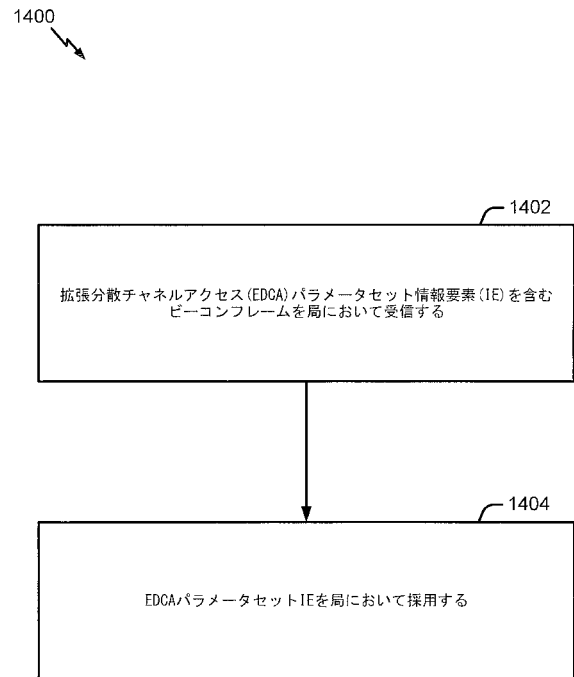 1400
1402
拡張分散チャネルアクセス(EDCA)パラメータセット情報要素(IE)を含む
ビーコンフレームを局において受信する
1404
EDCAパラメータセットIEを局において採用する